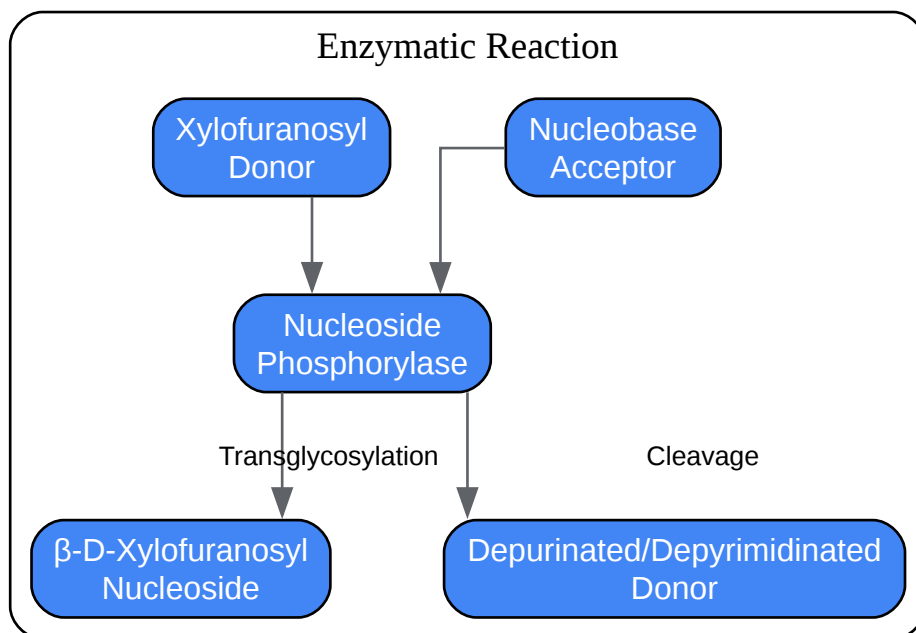 Enzymatic Reaction
Xylofuranosyl
Donor
Nucleobase
Acceptor
Nucleoside
Phosphorylase
Transglycosylation
Cleavage
β-D-Xylofuranosyl
Nucleoside
Depurinated/Depyrimidinated
Donor